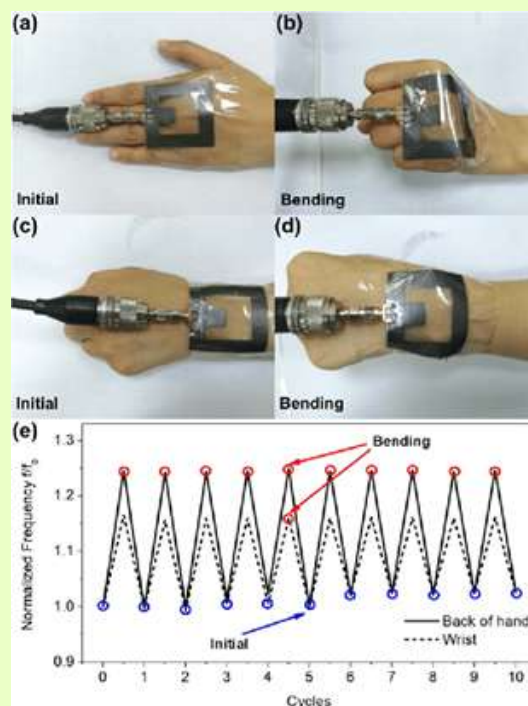 (a)
(b)
Initial
Bending
(c)
(d)
Initial
Bending
(e)
1.3
1.2
1.1
1.0
0.9
Normalized Frequency f/f₀
Bending
Initial
Back of hand
Wrist
0 1 2 3 4 5 6 7 8 9 10
Cycles